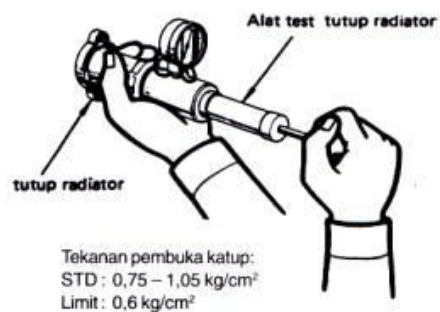 Alat test tutup radiator
tutup radiator
Tekanan pembuka katup:
STD : 0,75 – 1,05 kg/cm²
Limit : 0,6 kg/cm²